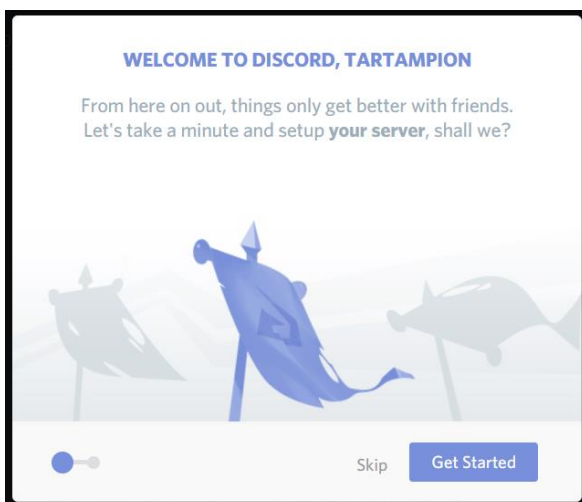 WELCOME TO DISCORD, TARTAMPION
From here on out, things only get better with friends.
Let's take a minute and setup your server, shall we?
Skip
Get Started